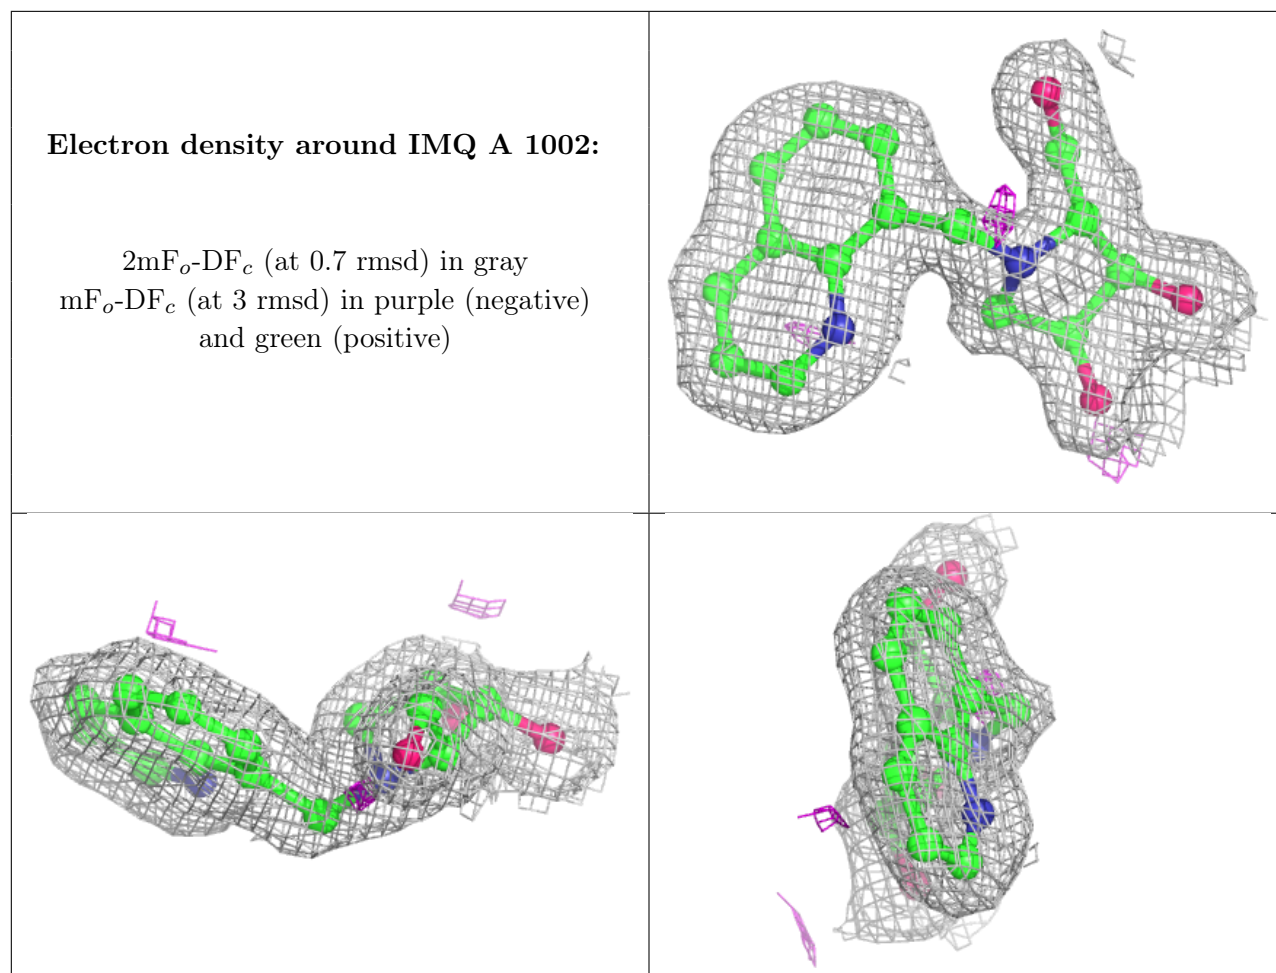 Electron density around IMQ A 1002:
2mFₒ-DF𝒸 (at 0.7 rmsd) in gray
mFₒ-DF𝒸 (at 3 rmsd) in purple (negative)
and green (positive)